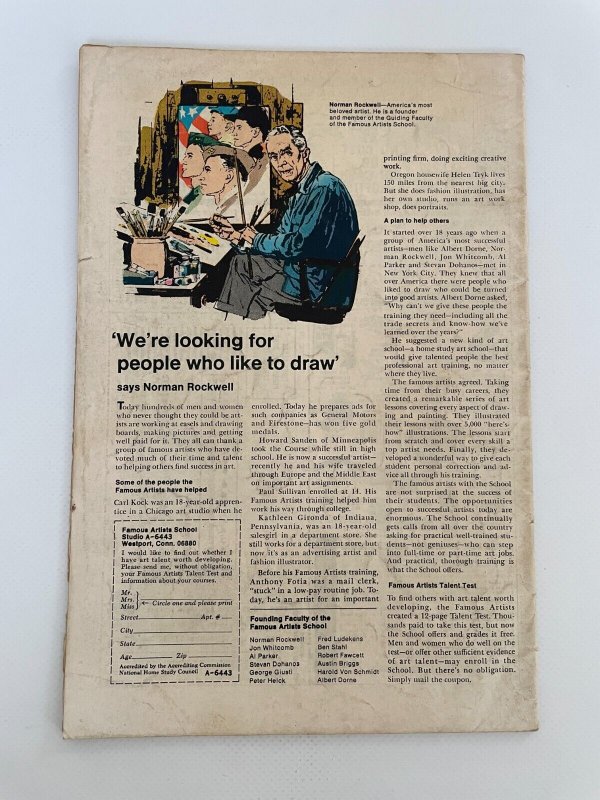 Norman Rockwell—America's most
beloved artist. He is a founder
and member of the Guiding Faculty
of the Famous Artists School.
'We're looking for
people who like to draw'
says Norman Rockwell
Today hundreds of men and women
who never thought they could be art-
ists are working at easels and drawing
boards, making pictures and getting
well paid for it. They all can thank a
group of famous artists who have de-
voted much of their time and talent
to helping others find success in art.
Some of the people the
Famous Artists have helped
Carl Kock was an 18-year-old appren-
tice in a Chicago art studio when he
Famous Artists School
Studio A-6443
Westport, Conn. 06880
I would like to find out whether I
have art talent worth developing.
Please send me, without obligation,
your Famous Artists Talent Test and
information about your courses.
Mr.
Mrs. Circle one and please print
Miss
Street Apt. #
City
State
Age Zip
Accredited by the Accrediting Commission
National Home Study Council A-6443
enrolled. Today he prepares ads for
such companies as General Motors
and Firestone—has won five gold
medals.
Howard Sanden of Minneapolis
took the Course while still in high
school. He is now a successful artist—
recently he and his wife traveled
through Europe and the Middle East
on important art assignments.
Paul Sullivan enrolled at 16. His
Famous Artists training helped him
work his way through college.
Kathleen Gironda of Indiana,
Pennsylvania, was an 18-year-old
salesgirl in a department store. She
still works for a department store, but
now it's as an advertising artist and
fashion illustrator.
Before his Famous Artists training,
Anthony Fotia was a mail clerk,
"stuck" in a low-pay routine job. To-
day, he's an artist for an important
Founding Faculty of the
Famous Artists School
Norman Rockwell
Jon Whitcomb
Al Parker
Stevan Dohanos
George Giusti
Peter Helck
Fred Ludekens
Ben Stahl
Robert Fawcett
Austin Briggs
Harold Von Schmidt
Albert Dorne
printing firm, doing exciting creative
work.
Oregon housewife Helen Tryk lives
150 miles from the nearest big city.
But she does fashion illustration, has
her own studio, runs an art work
shop, does portraits.
A plan to help others
It started over 18 years ago when a
group of America's most successful
artists—men like Albert Dorne, Nor-
man Rockwell, Jon Whitcomb, Al
Parker and Stevan Dohanos—met in
New York City. They knew that all
over America there were people who
liked to draw who could be turned
into good artists. Albert Dorne asked,
"Why can't we give these people the
training they need—including all the
trade secrets and know-how we've
learned over the years?"
He suggested a new kind of art
school—a home study art school—that
would give talented people the best
professional art training, no matter
where they live.
The famous artists agreed. Taking
time from their busy careers, they
created a remarkable series of art
lessons covering every aspect of draw-
ing and painting. They illustrated
their lessons with over 5,000 "here's-
how" illustrations. The lessons start
from scratch and cover every skill a
top artist needs. Finally, they de-
veloped a wonderful way to give each
student personal correction and ad-
vice all through his training.
The famous artists with the School
are not surprised at the success of
their students. The opportunities
open to successful artists today are
enormous. The School continually
gets calls from all over the country
asking for practical well-trained stu-
dents—not geniuses—who can step
into full-time or part-time art jobs.
And practical, thorough training is
what the School offers.
Famous Artists Talent Test
To find others with art talent worth
developing, the Famous Artists
created a 12-page Talent Test. Thou-
sands paid to take this test, but now
the School offers and grades it free.
Men and women who do well on the
test—or offer other sufficient evidence
of art talent—may enroll in the
School. But there's no obligation.
Simply mail the coupon.